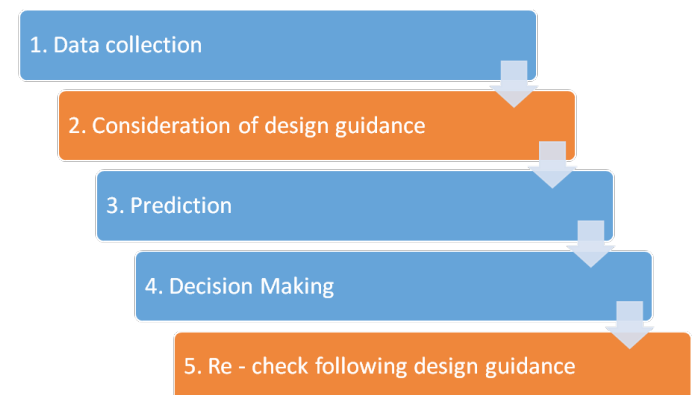 1. Data collection
2. Consideration of design guidance
3. Prediction
4. Decision Making
5. Re - check following design guidance